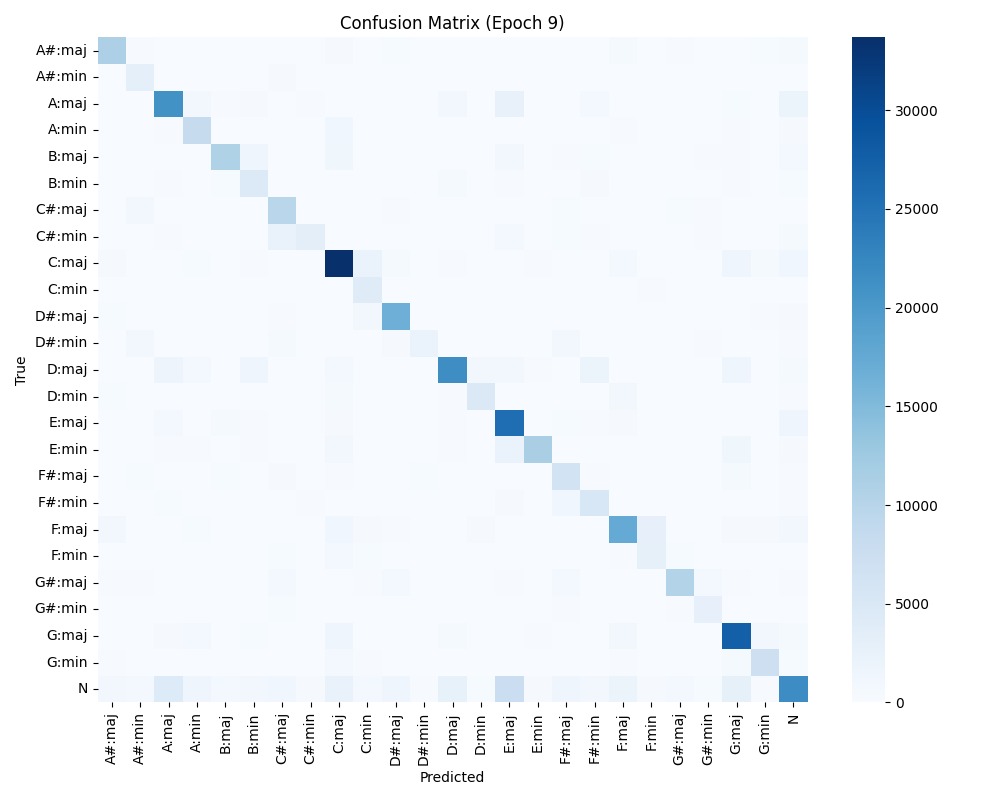 Confusion Matrix (Epoch 9)
A#:maj
A#:min
A:maj
A:min
B:maj
B:min
C#:maj
C#:min
C:maj
C:min
D#:maj
D#:min
D:maj
D:min
E:maj
E:min
F#:maj
F#:min
F:maj
F:min
G#:maj
G#:min
G:maj
G:min
N
True
A#:maj
A#:min
A:maj
A:min
B:maj
B:min
C#:maj
C#:min
C:maj
C:min
D#:maj
D#:min
D:maj
D:min
E:maj
E:min
F#:maj
F#:min
F:maj
F:min
G#:maj
G#:min
G:maj
G:min
N
Predicted
30000
25000
20000
15000
10000
5000
0